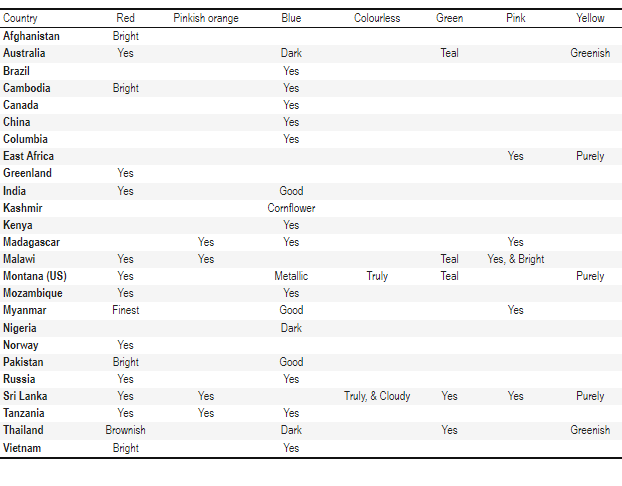 Country Red Pinkish orange Blue Colourless Green Pink Yellow
Afghanistan Bright
Australia Yes Dark Teal Greenish
Brazil Yes
Cambodia Bright Yes
Canada Yes
China Yes
Columbia Yes
East Africa Yes Purely
Greenland Yes
India Yes Good
Kashmir Cornflower
Kenya Yes
Madagascar Yes Yes Yes
Malawi Yes Yes Teal Yes, & Bright
Montana (US) Yes Metallic Truly Teal Purely
Mozambique Yes Yes
Myanmar Finest Good Yes
Nigeria Dark
Norway Yes
Pakistan Bright Good
Russia Yes Yes
Sri Lanka Yes Yes Truly, & Cloudy Yes Yes Purely
Tanzania Yes Yes Yes
Thailand Brownish Dark Yes Greenish
Vietnam Bright Yes